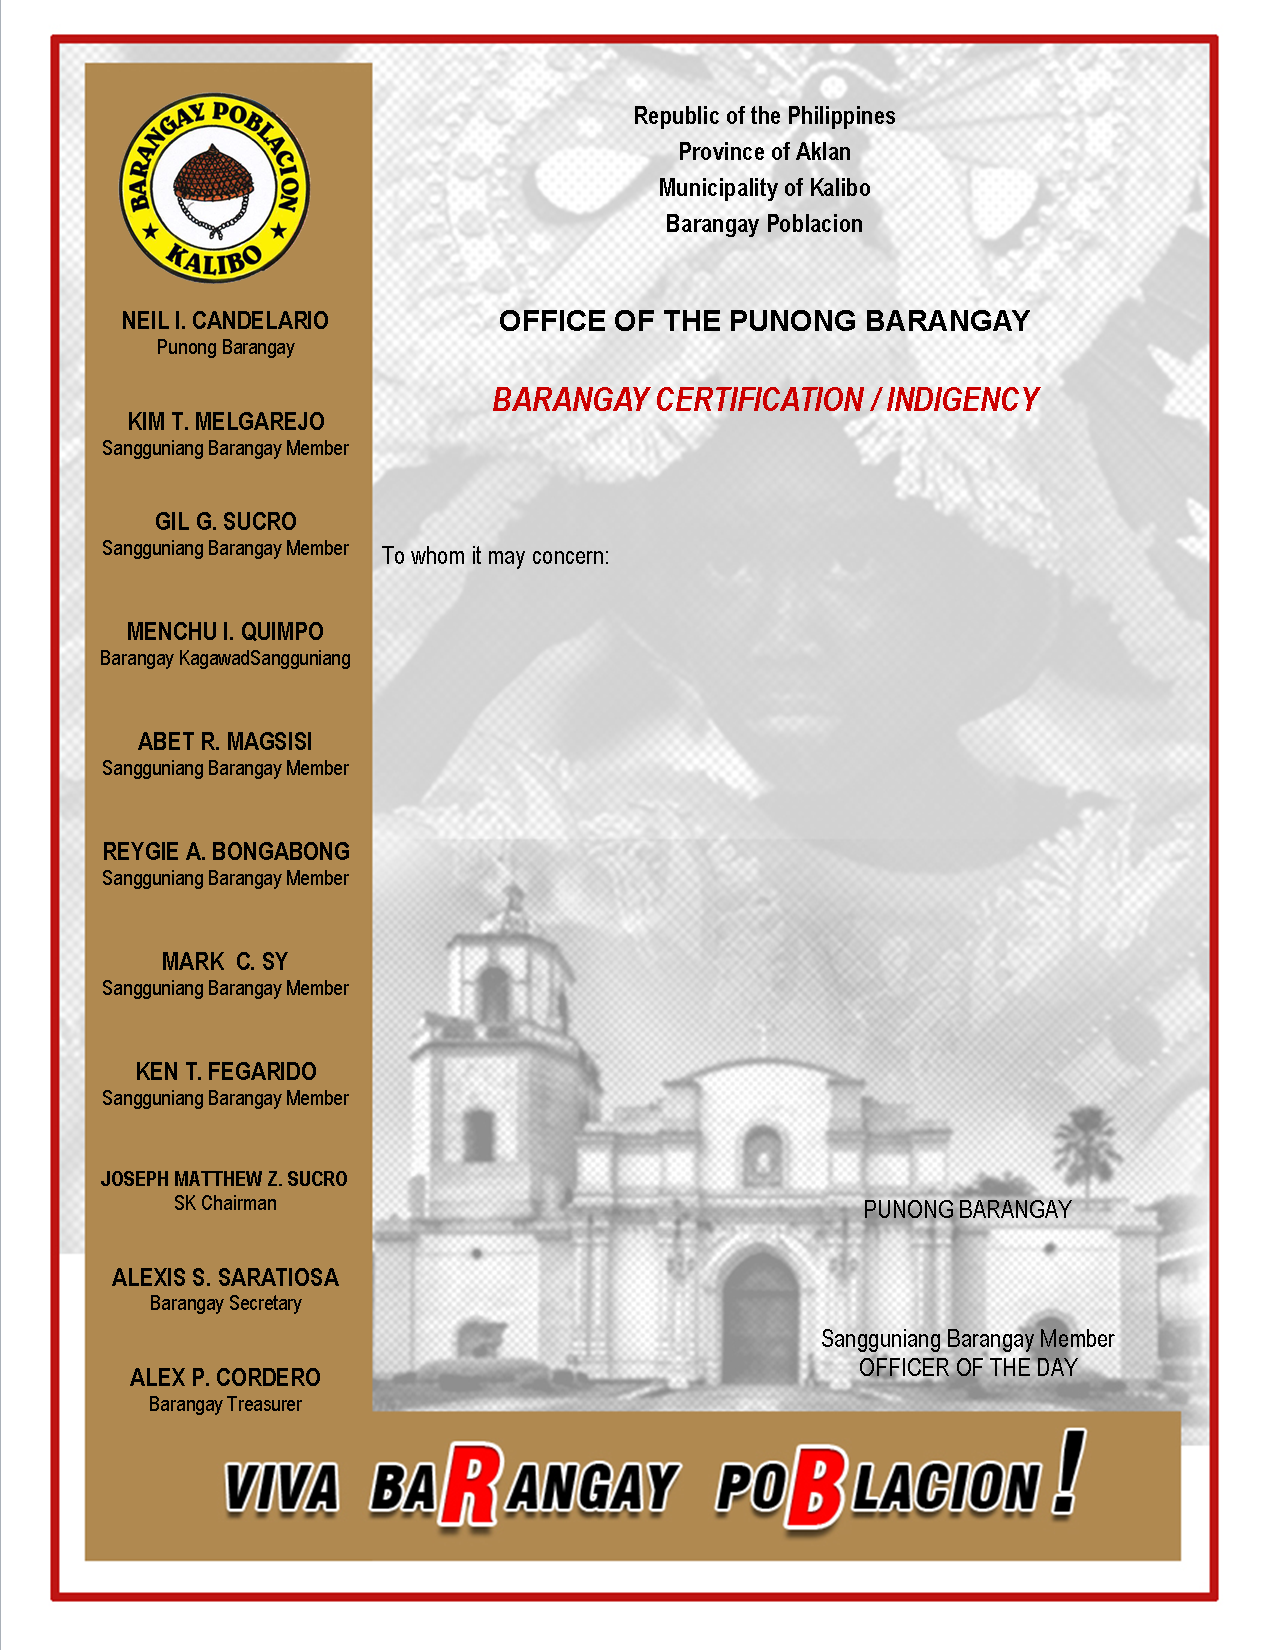 BARANGAY POBLACION
KALIBO
NEIL I. CANDELARIO
Punong Barangay
KIM T. MELGAREJO
Sangguniang Barangay Member
GIL G. SUCRO
Sangguniang Barangay Member
MENCHU I. QUIMPO
Barangay KagawadSangguniang
ABET R. MAGSISI
Sangguniang Barangay Member
REYGIE A. BONGABONG
Sangguniang Barangay Member
MARK C. SY
Sangguniang Barangay Member
KEN T. FEGARIDO
Sangguniang Barangay Member
JOSEPH MATTHEW Z. SUCRO
SK Chairman
ALEXIS S. SARATIOSA
Barangay Secretary
ALEX P. CORDERO
Barangay Treasurer
Republic of the Philippines
Province of Aklan
Municipality of Kalibo
Barangay Poblacion
OFFICE OF THE PUNONG BARANGAY
BARANGAY CERTIFICATION / INDIGENCY
To whom it may concern:
PUNONG BARANGAY
Sangguniang Barangay Member
OFFICER OF THE DAY
VIVA BARANGAY POBLACION!